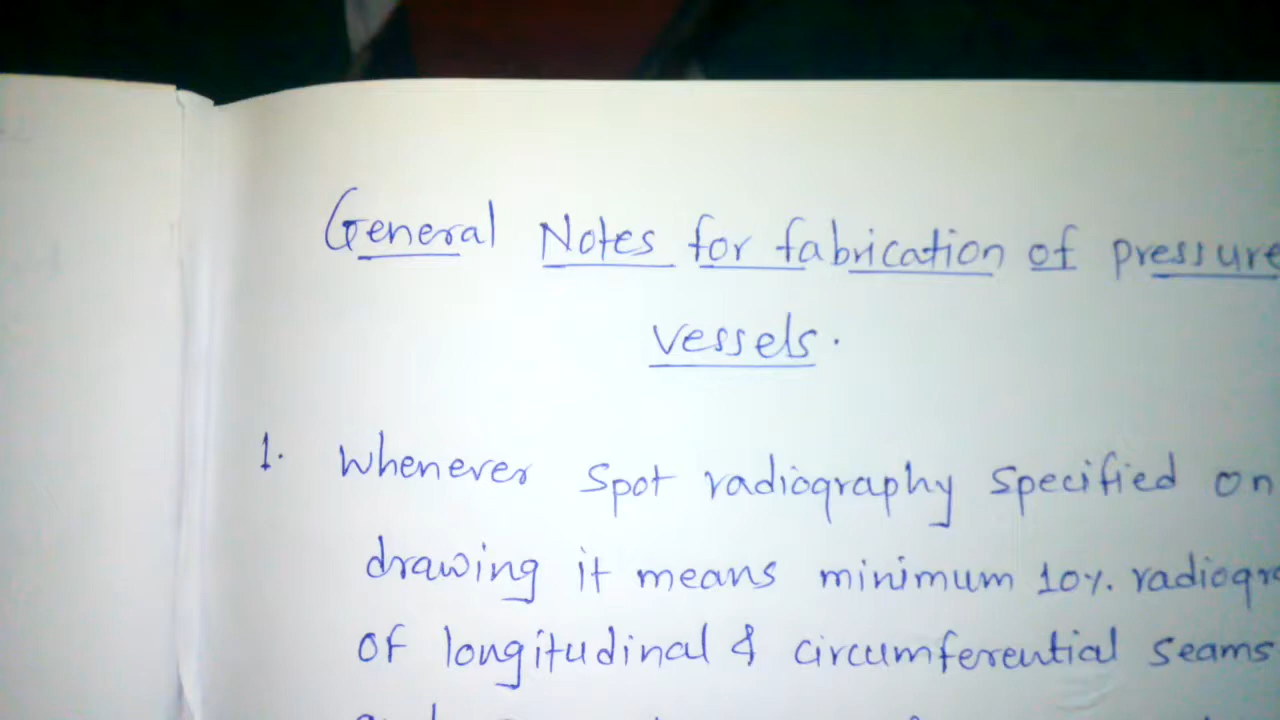 General Notes for fabrication of pressure
vessels.
1. Whenever spot radiography specified on
drawing it means minimum 10%. radiogra
of longitudinal & circumferential seams